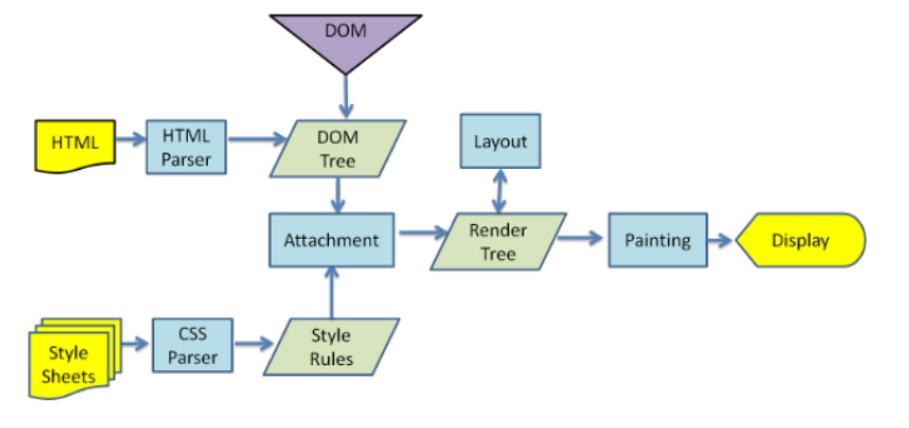 DOM
HTML
HTML
Parser
DOM
Tree
Layout
Attachment
Render
Tree
Painting
Display
Style
Sheets
CSS
Parser
Style
Rules